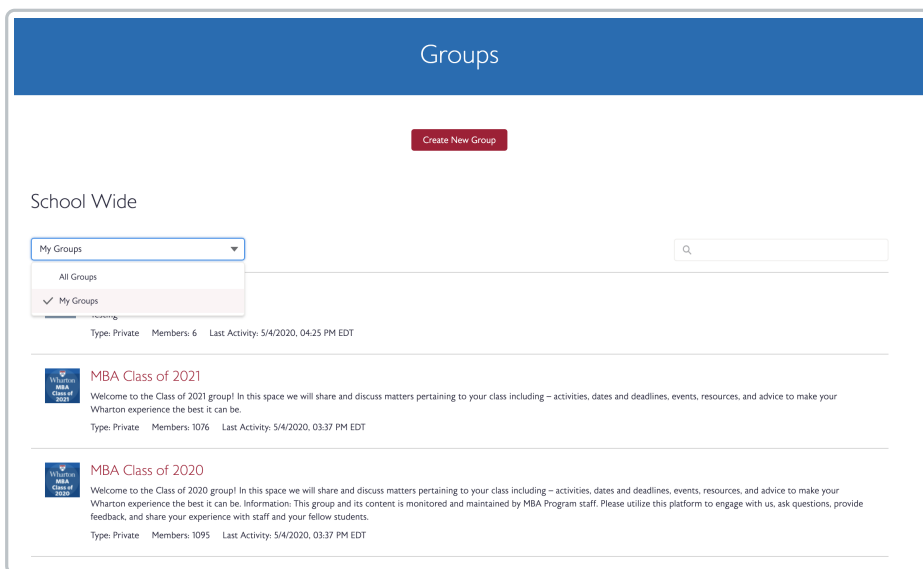 Groups
Create New Group
School Wide
My Groups
All Groups
My Groups
Testing
Type: Private Members: 6 Last Activity: 5/4/2020, 04:25 PM EDT
Wharton
MBA
Class of
2021
MBA Class of 2021
Welcome to the Class of 2021 group! In this space we will share and discuss matters pertaining to your class including – activities, dates and deadlines, events, resources, and advice to make your
Wharton experience the best it can be.
Type: Private Members: 1076 Last Activity: 5/4/2020, 03:37 PM EDT
Wharton
MBA
Class of
2020
MBA Class of 2020
Welcome to the Class of 2020 group! In this space we will share and discuss matters pertaining to your class including – activities, dates and deadlines, events, resources, and advice to make your
Wharton experience the best it can be. Information: This group and its content is monitored and maintained by MBA Program staff. Please utilize this platform to engage with us, ask questions, provide
feedback, and share your experience with staff and your fellow students.
Type: Private Members: 1095 Last Activity: 5/4/2020, 03:37 PM EDT